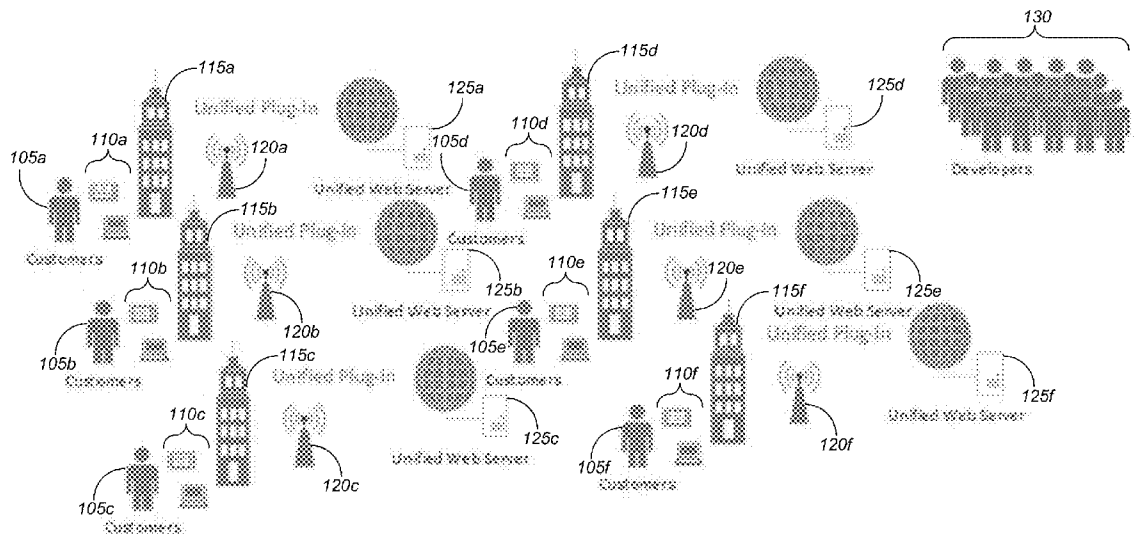 130
115a
115d
Unified Plug-In
125a
Unified Plug-In
125d
110a
105d
110d
105a
120a
120d
Unified Web Server
Unified Web Server
Developers
115b
115e
Customers
Unified Plug-In
Customers
Unified Plug-In
110b
125b
110e
120e
125e
115f
Unified Web Server
Unified Web Server
105b
120b
105e
Unified Plug-In
Customers
115c
Unified Plug-In
Customers
110c
110f
125f
125c
Unified Web Server
Unified Web Server
120f
105c
120c
105f
Customers
Customers